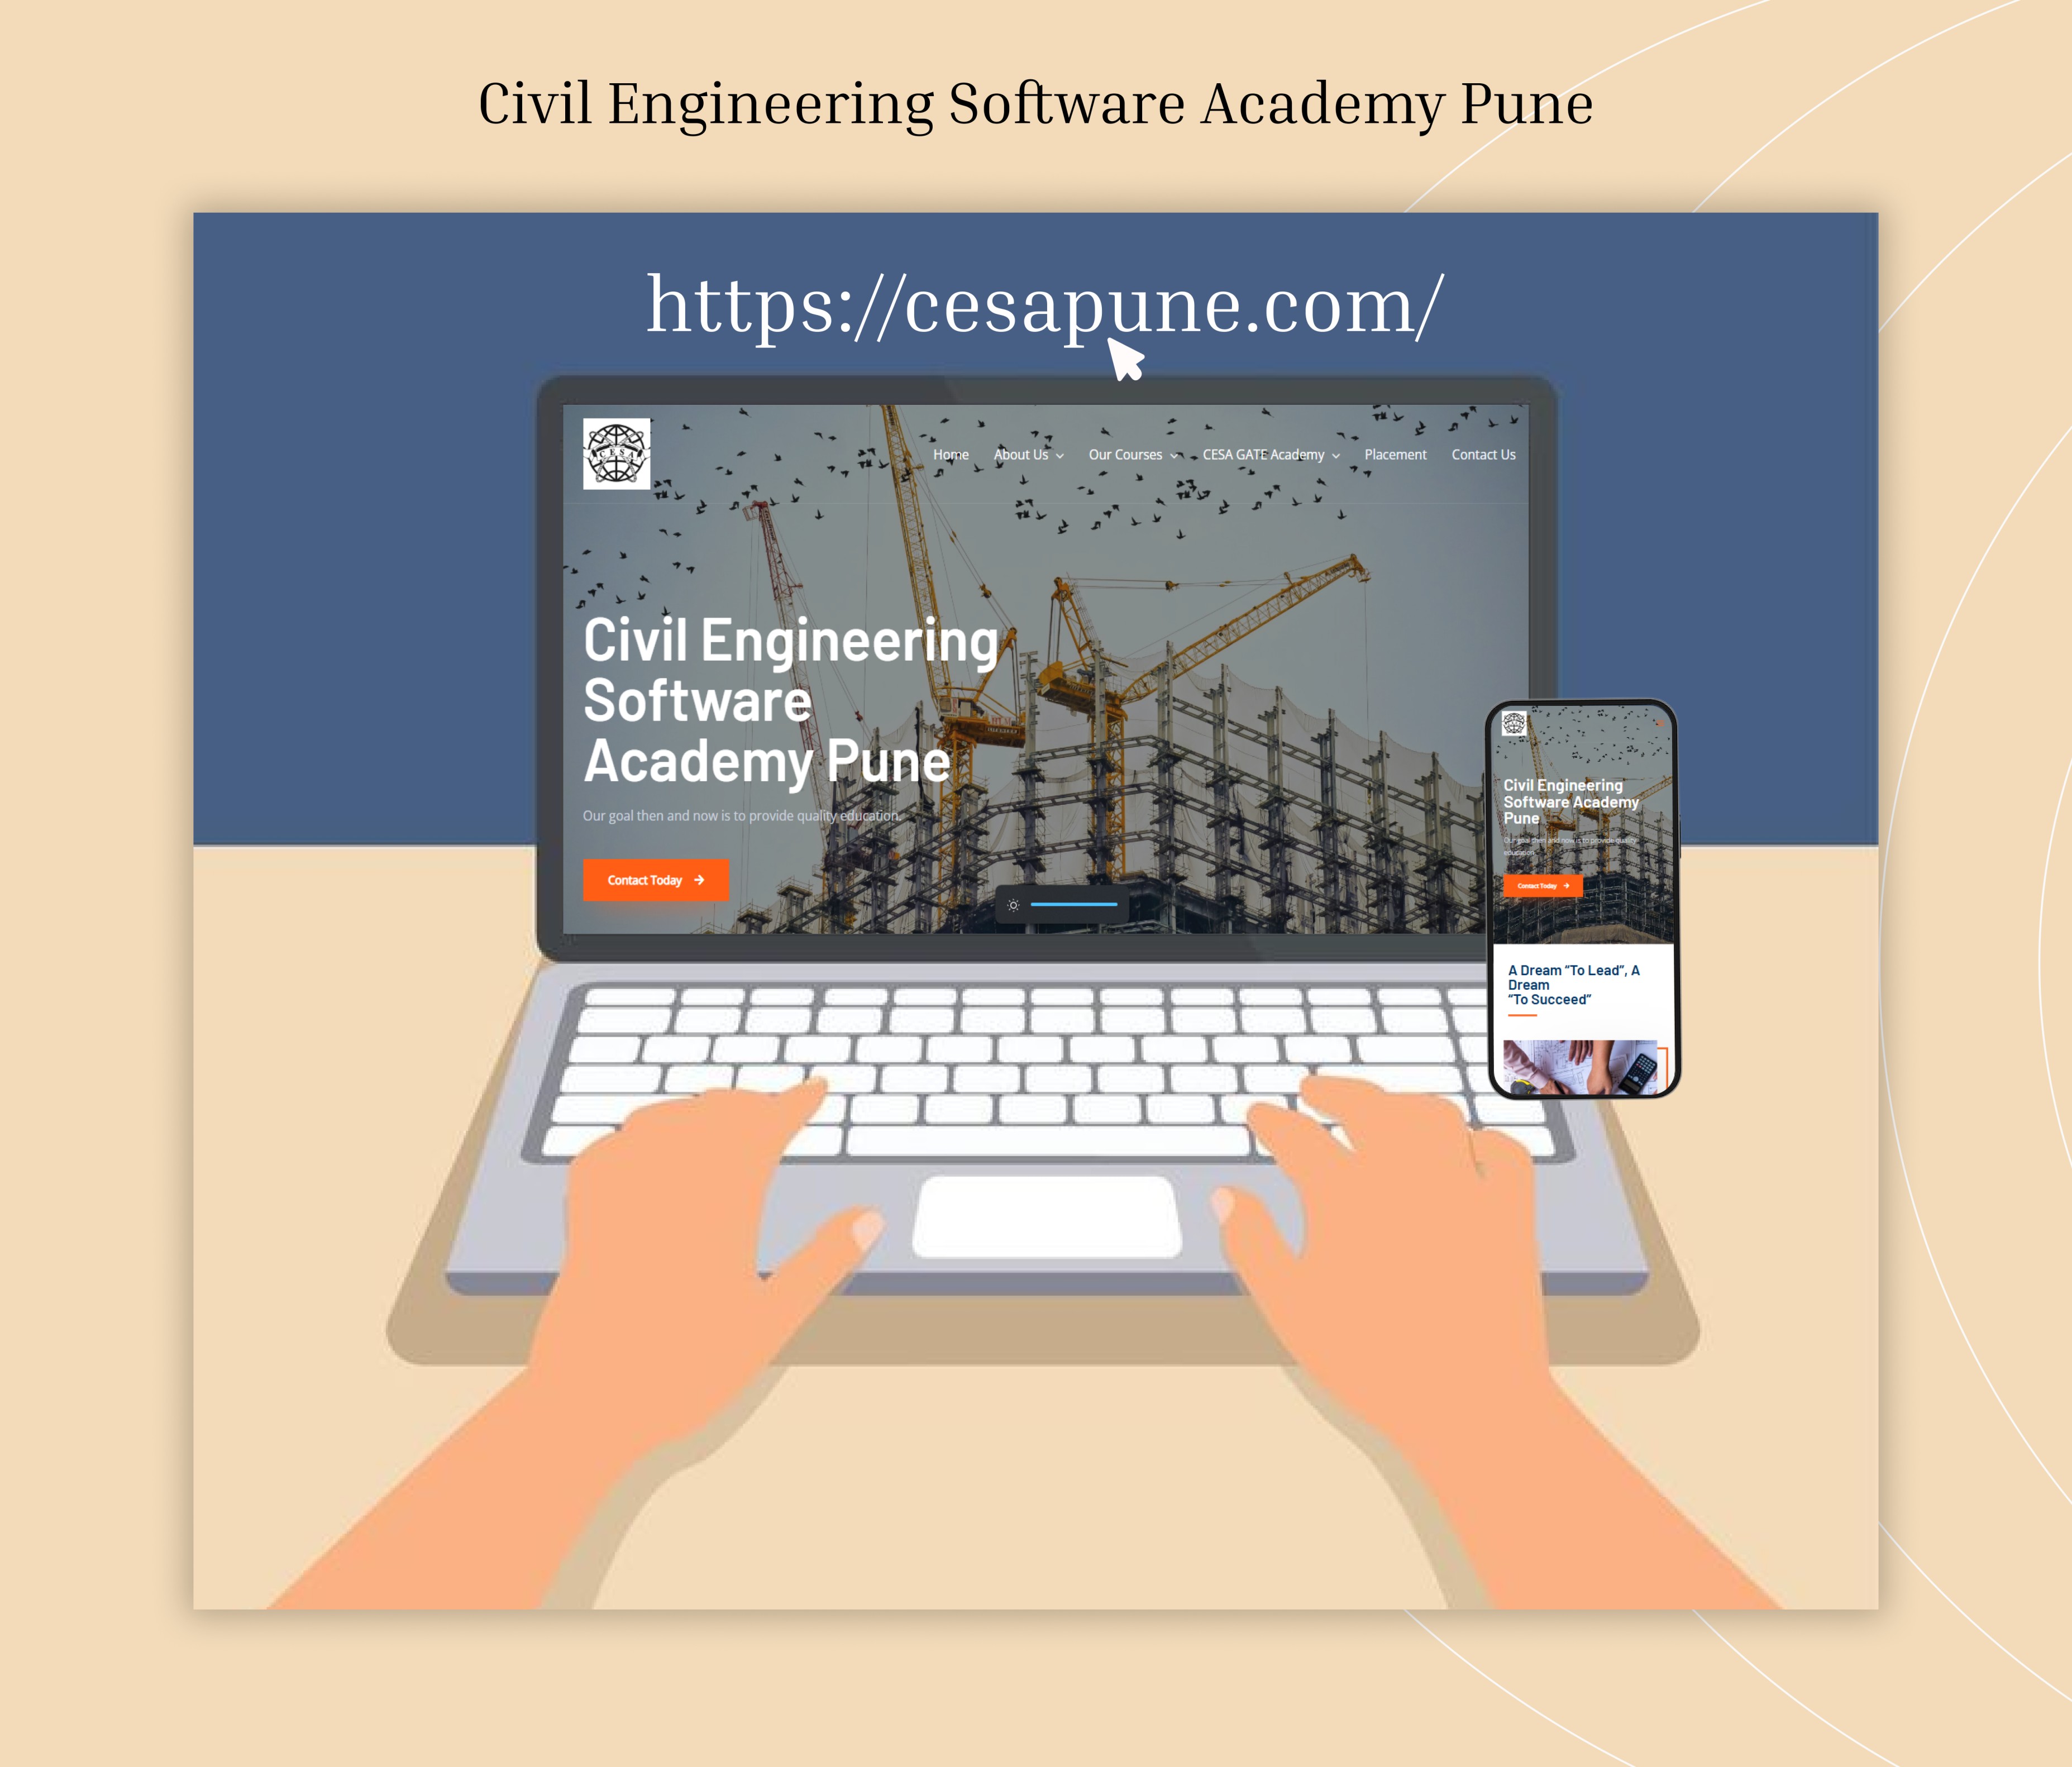 Civil Engineering Software Academy Pune
https://cesapune.com/
CESA
Home About Us Our Courses CESA GATE Academy Placement Contact Us
Civil Engineering
Software
Academy Pune
Our goal then and now is to provide quality education.
Contact Today
Civil Engineering
Software Academy
Pune
Our goal then and now is to provide quality
education.
Contact Today
A Dream “To Lead”, A
Dream
“To Succeed”